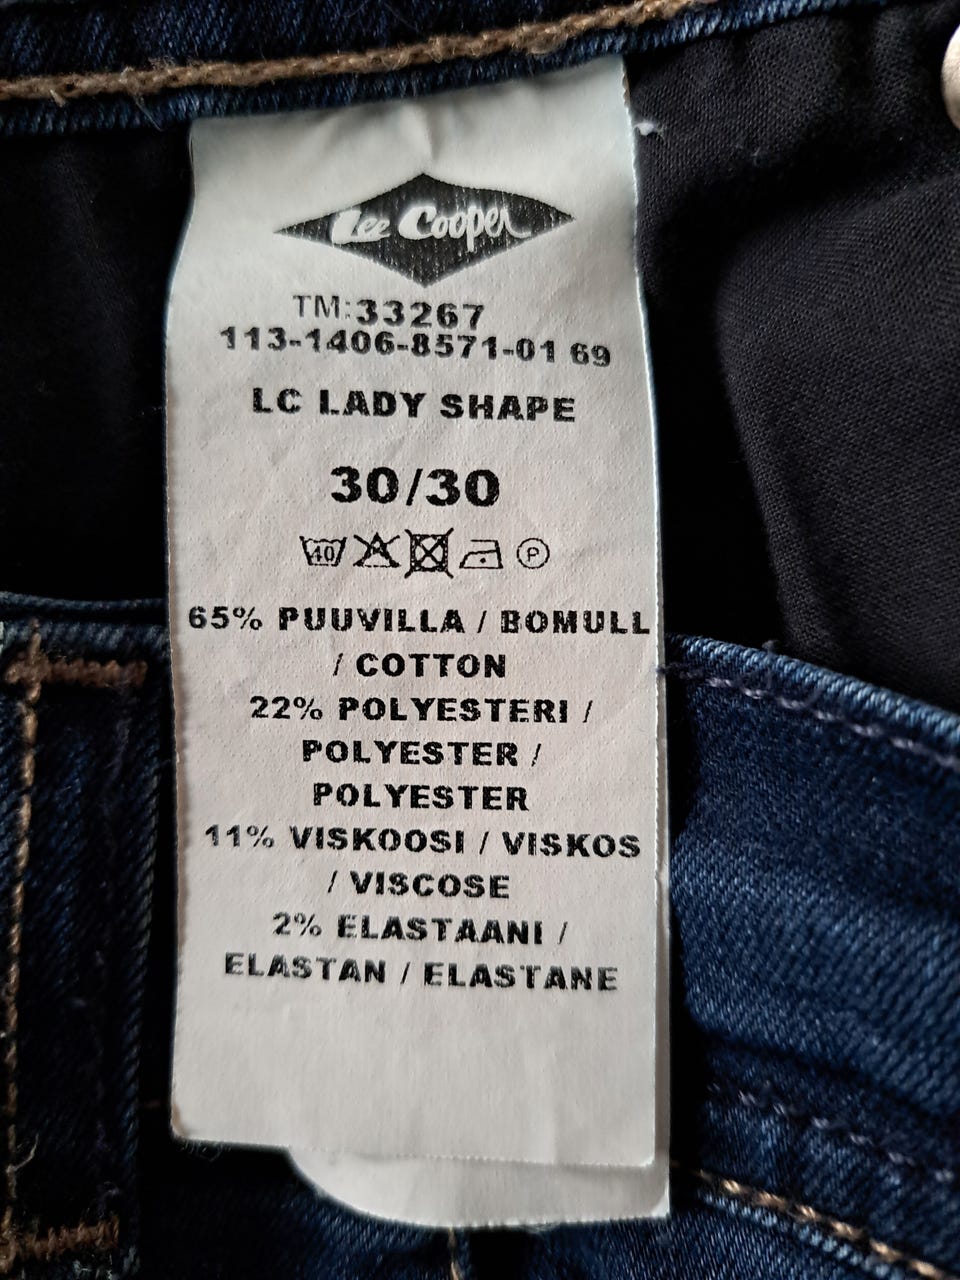 Lee Cooper
TM:33267
113-1406-8571-01 69
LC LADY SHAPE
30/30
40 P
65% PUUVILLA / BOMULL
/ COTTON
22% POLYESTERI /
POLYESTER /
POLYESTER
11% VISKOOSI / VISKOS
/ VISCOSE
2% ELASTAANI /
ELASTAN / ELASTANE